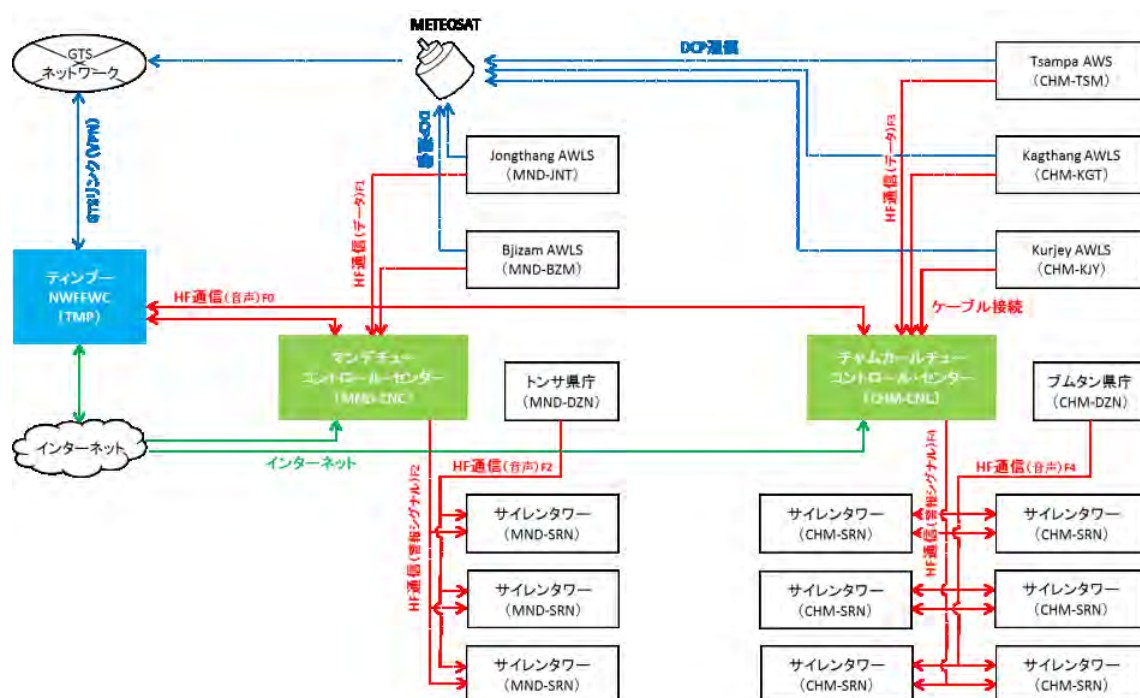 METEOSAT
GTS
ネットワーク
DCP通信
Tsampa AWS
(CHM-TSM)
DCP通信
Jongthang AWLS
(MND-JNT)
HF通信(データ)F3
Kagthang AWLS
(CHM-KGT)
GTSリンク(VPN)
HF通信(データ)F1
Bjizam AWLS
(MND-BZM)
Kurjey AWLS
(CHM-KJY)
ティンプー
NWFFWC
(TMP)
HF通信(音声)F0
ケーブル接続
マンデチュー
コントロール・センター
(MND-CNC)
トンサ県庁
(MND-DZN)
チャムカールチュー
コントロール・センター
(CHM-CNC)
ブムタン県庁
(CHM-DZN)
インターネット
インターネット
HF通信(音声)F2
HF通信(音声)F4
HF通信(警報シグナル)F2
HF通信(警報シグナル)F4
サイレンタワー
(MND-SRN)
サイレンタワー
(CHM-SRN)
サイレンタワー
(CHM-SRN)
サイレンタワー
(MND-SRN)
サイレンタワー
(CHM-SRN)
サイレンタワー
(CHM-SRN)
サイレンタワー
(MND-SRN)
サイレンタワー
(CHM-SRN)
サイレンタワー
(CHM-SRN)